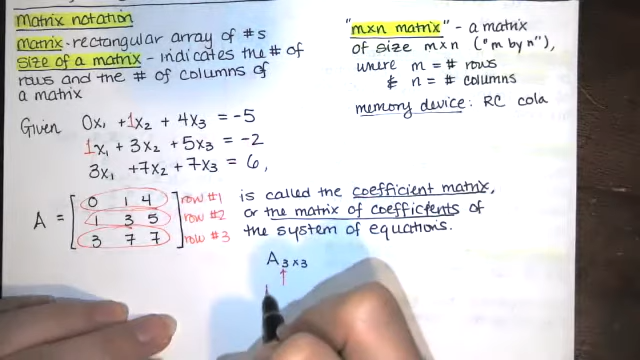 Matrix notation
matrix - rectangular array of #s
size of a matrix - indicates the # of
rows and the # of columns of
a matrix
"m×n matrix" - a matrix
of size m×n ("m by n"),
where m = # rows
& n = # columns
memory device: RC cola
Given 0x₁ + 1x₂ + 4x₃ = -5
1x₁ + 3x₂ + 5x₃ = -2
3x₁ + 7x₂ + 7x₃ = 6,
A = [0 1 4] row #1
[1 3 5] row #2
[3 7 7] row #3
is called the coefficient matrix,
or the matrix of coefficients of
the system of equations.
A₃ₓ₃